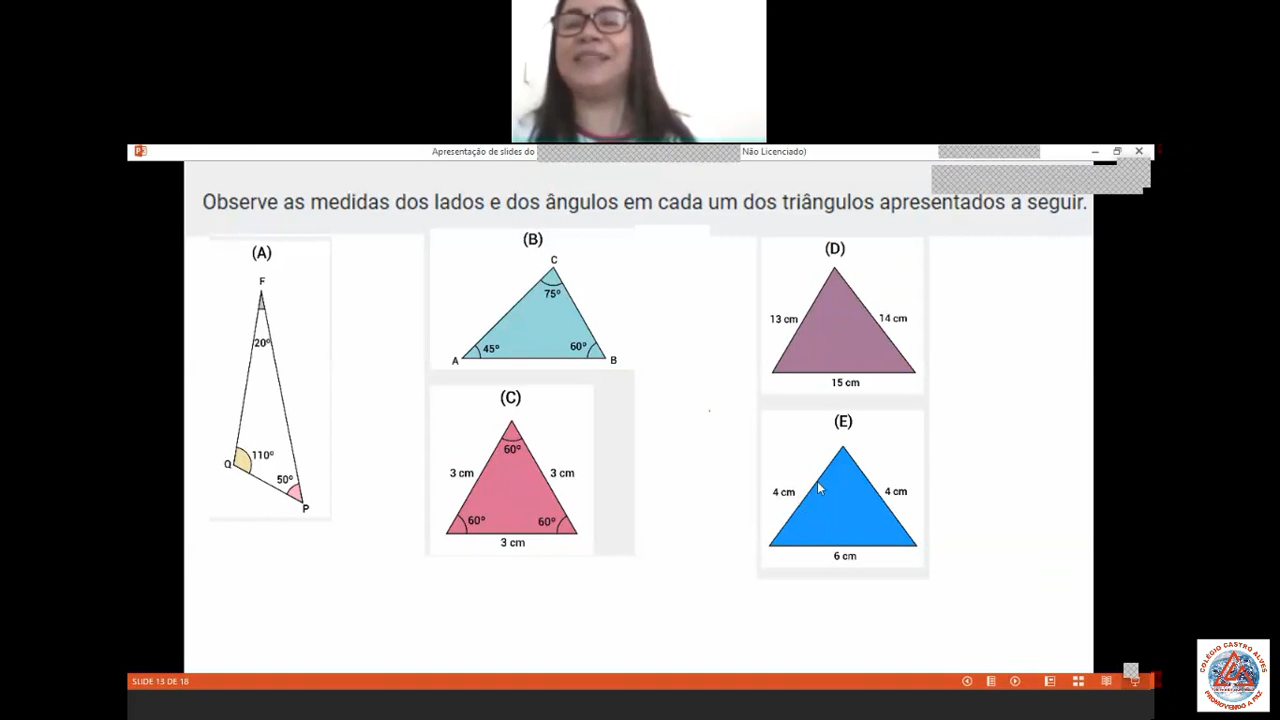 Apresentação de slides do
Não Licenciado)
Observe as medidas dos lados e dos ângulos em cada um dos triângulos apresentados a seguir.
(A)
F
20º
Q
110º
50º
P
(B)
C
75º
45º
60º
A
B
(C)
60º
3 cm
3 cm
60º
60º
3 cm
(D)
13 cm
14 cm
15 cm
(E)
4 cm
4 cm
6 cm
SLIDE 13 DE 18
COLÉGIO CASTRO ALVES
PROMOVENDO A PAZ